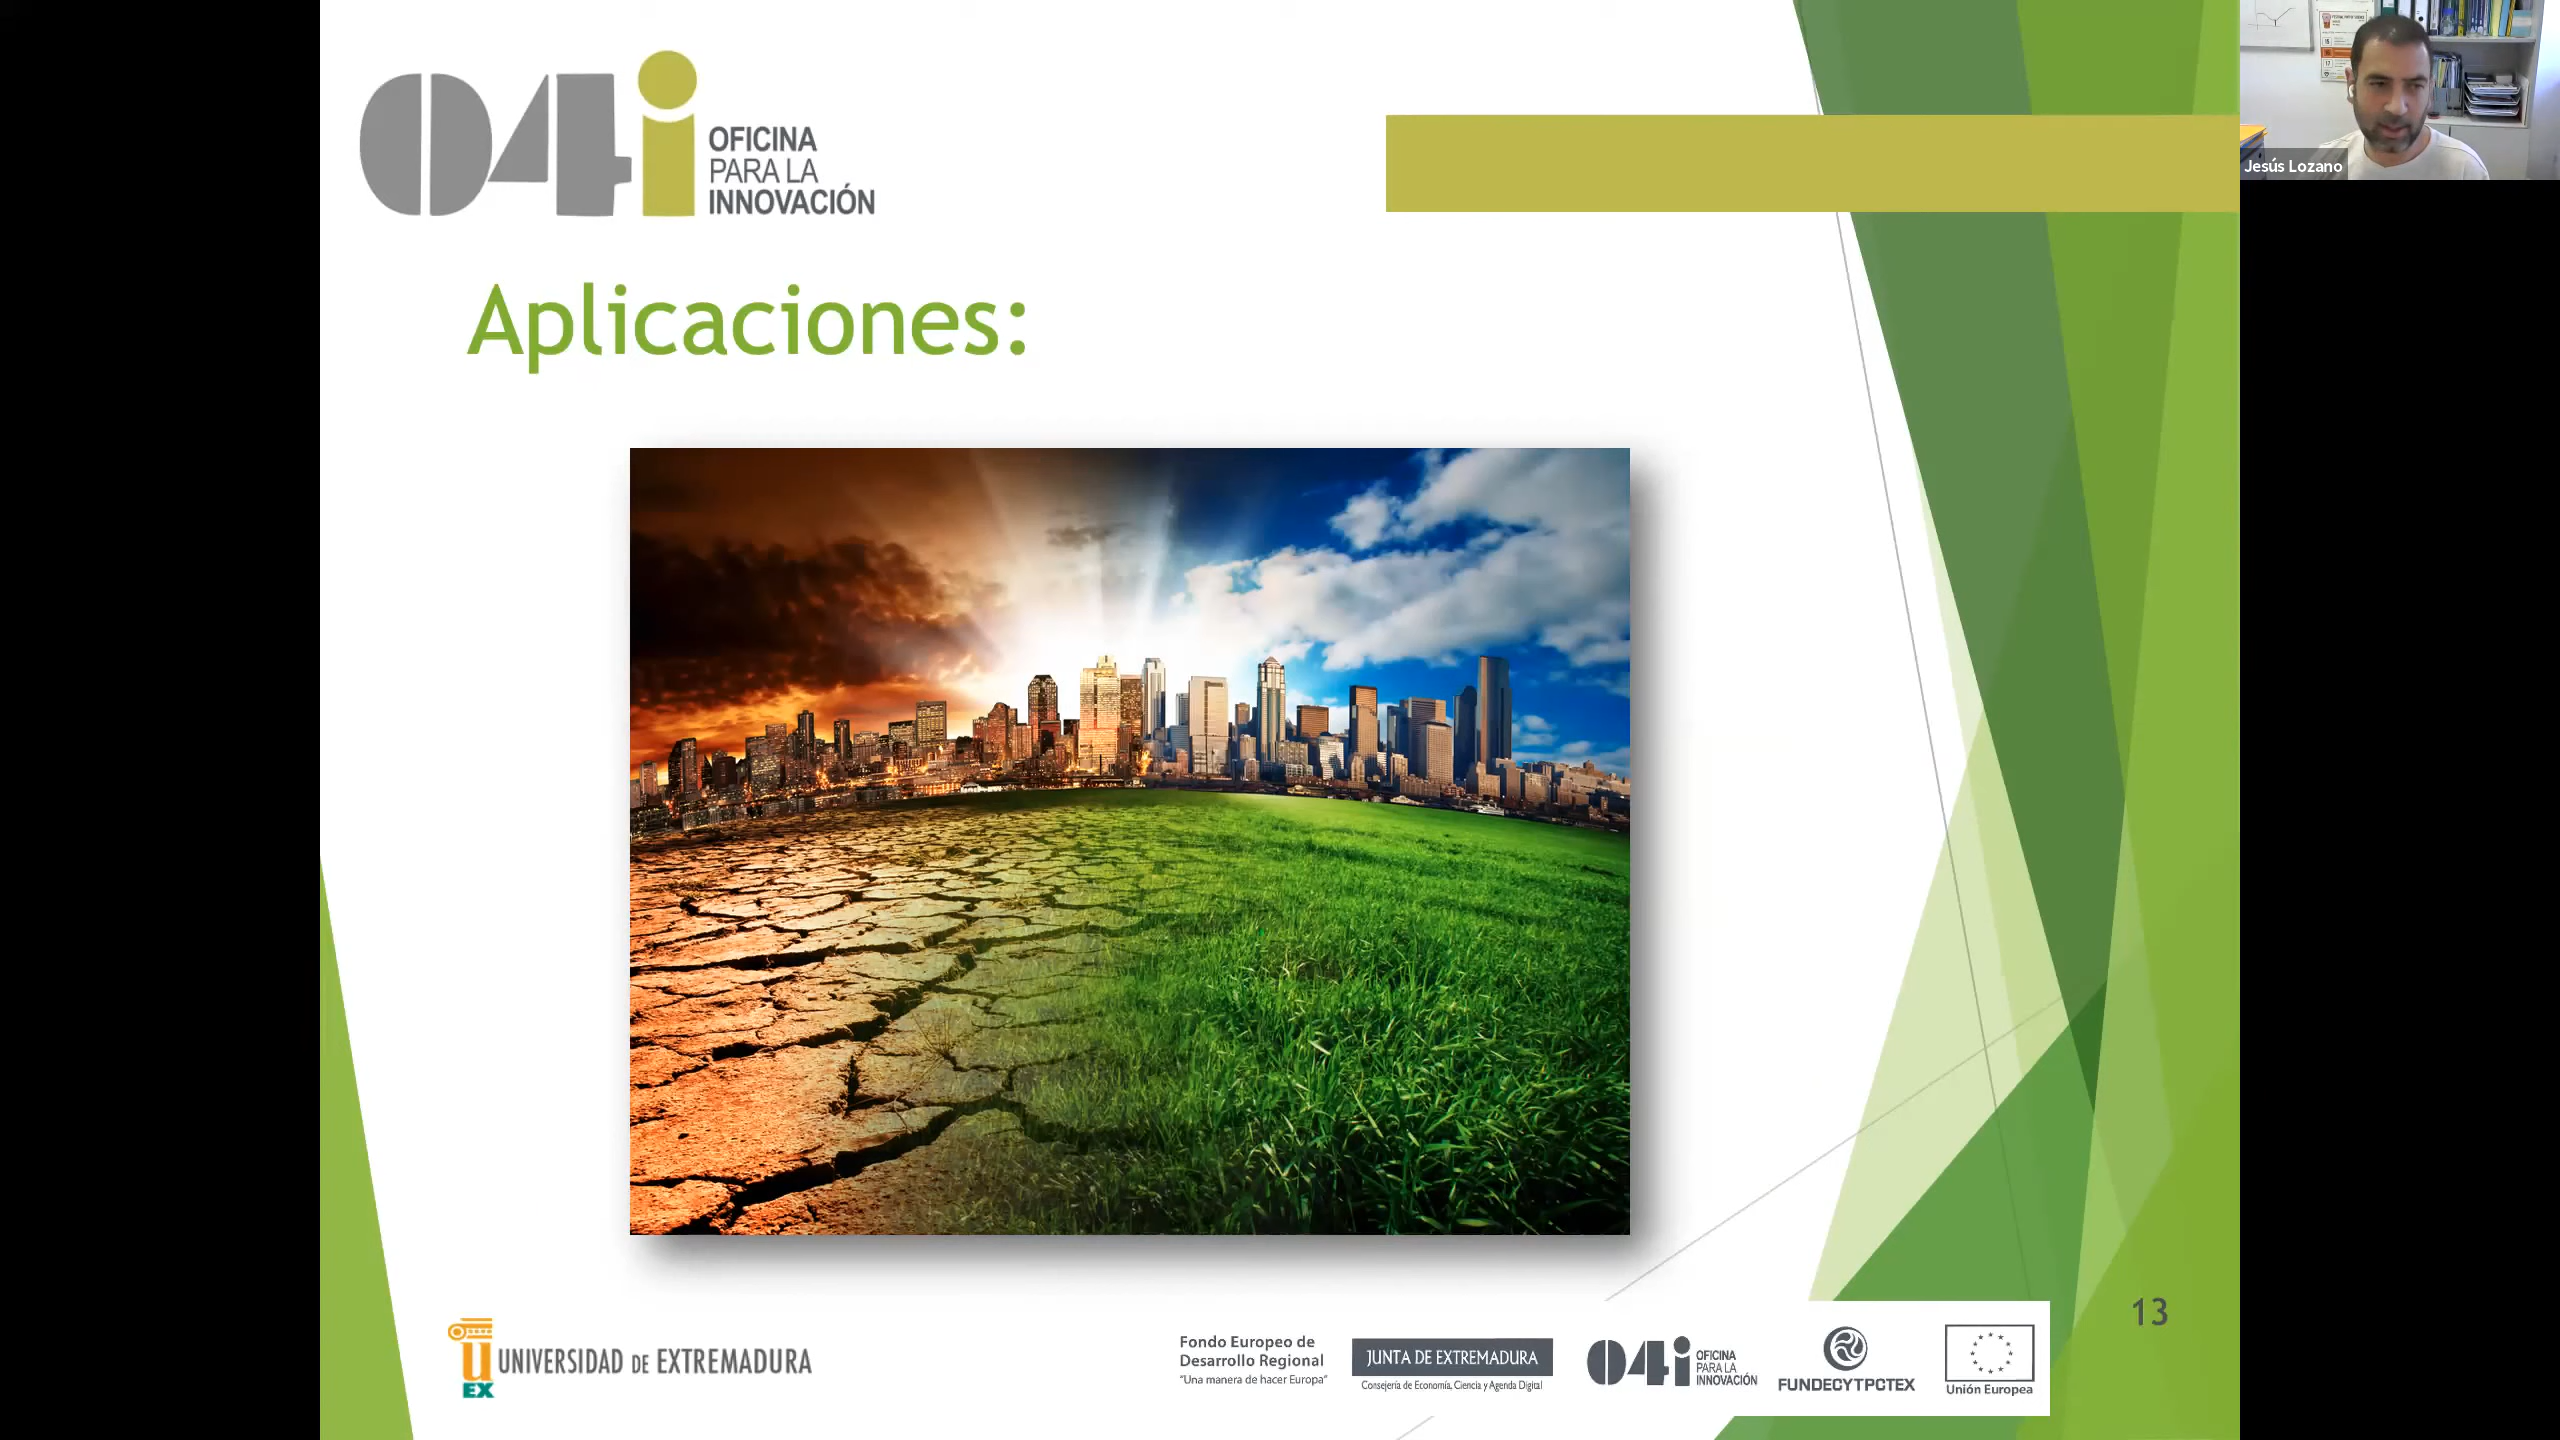 O4i
OFICINA
PARA LA
INNOVACIÓN
Jesús Lozano
Aplicaciones:
13
UEX
UNIVERSIDAD DE EXTREMADURA
Fondo Europeo de
Desarrollo Regional
"Una manera de hacer Europa"
JUNTA DE EXTREMADURA
Consejería de Economía, Ciencia y Agenda Digital
O4i
OFICINA
PARA LA
INNOVACIÓN
FUNDECYTPCTEX
Unión Europea